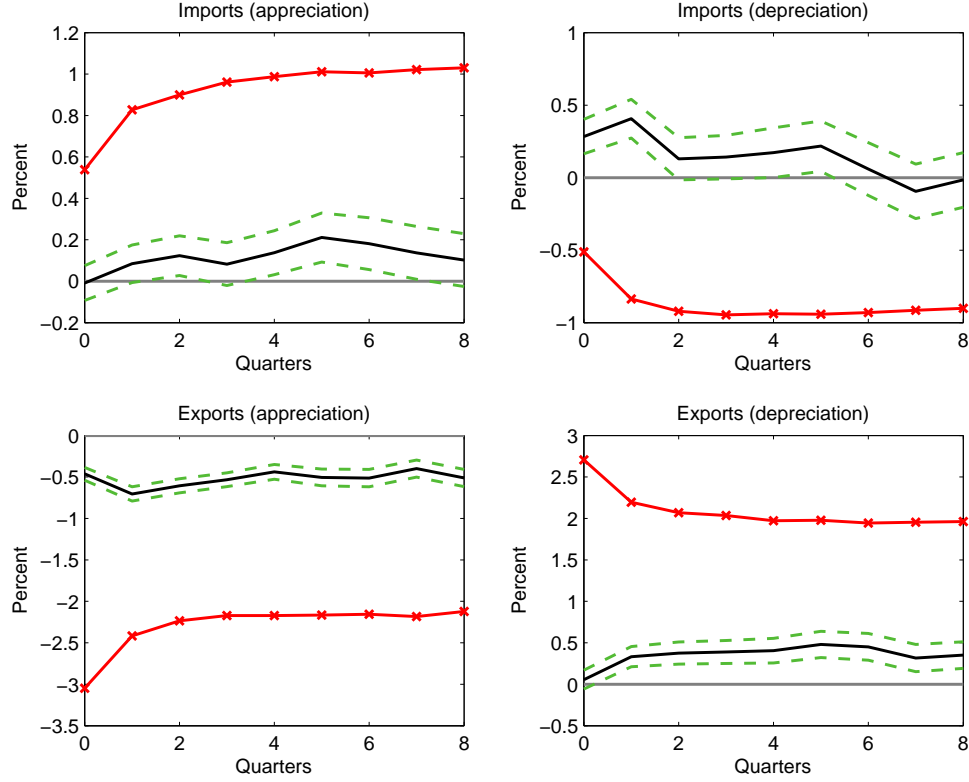 Imports (appreciation)
1.2
1
0.8
0.6
0.4
0.2
0
−0.2
Percent
0 2 4 6 8
Quarters
Imports (depreciation)
1
0.5
0
−0.5
−1
Percent
0 2 4 6 8
Quarters
Exports (appreciation)
0
−0.5
−1
−1.5
−2
−2.5
−3
−3.5
Percent
0 2 4 6 8
Quarters
Exports (depreciation)
3
2.5
2
1.5
1
0.5
0
−0.5
Percent
0 2 4 6 8
Quarters